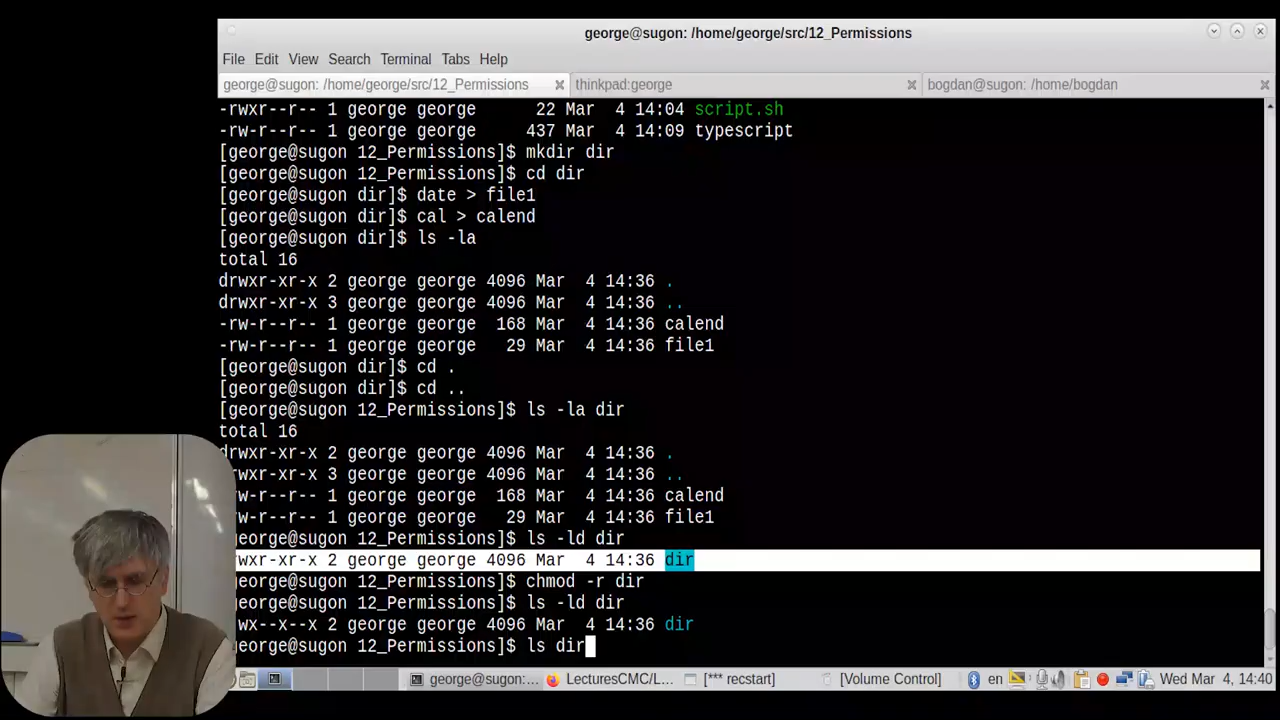 george@sugon: /home/george/src/12_Permissions
File Edit View Search Terminal Tabs Help
george@sugon: /home/george/src/12_Permissions thinkpad:george bogdan@sugon: /home/bogdan
-rwxr--r-- 1 george george 22 Mar 4 14:04 script.sh
-rw-r--r-- 1 george george 437 Mar 4 14:09 typescript
[george@sugon 12_Permissions]$ mkdir dir
[george@sugon 12_Permissions]$ cd dir
[george@sugon dir]$ date > file1
[george@sugon dir]$ cal > calend
[george@sugon dir]$ ls -la
total 16
drwxr-xr-x 2 george george 4096 Mar 4 14:36 .
drwxr-xr-x 3 george george 4096 Mar 4 14:36 ..
-rw-r--r-- 1 george george 168 Mar 4 14:36 calend
-rw-r--r-- 1 george george 29 Mar 4 14:36 file1
[george@sugon dir]$ cd .
[george@sugon dir]$ cd ..
[george@sugon 12_Permissions]$ ls -la dir
total 16
drwxr-xr-x 2 george george 4096 Mar 4 14:36 .
drwxr-xr-x 3 george george 4096 Mar 4 14:36 ..
rw-r--r-- 1 george george 168 Mar 4 14:36 calend
rw-r--r-- 1 george george 29 Mar 4 14:36 file1
george@sugon 12_Permissions]$ ls -ld dir
rwxr-xr-x 2 george george 4096 Mar 4 14:36 dir
george@sugon 12_Permissions]$ chmod -r dir
george@sugon 12_Permissions]$ ls -ld dir
wx--x--x 2 george george 4096 Mar 4 14:36 dir
george@sugon 12_Permissions]$ ls dir
george@sugon:... LecturesCMC/L... [*** recstart] [Volume Control] en Wed Mar 4, 14:40